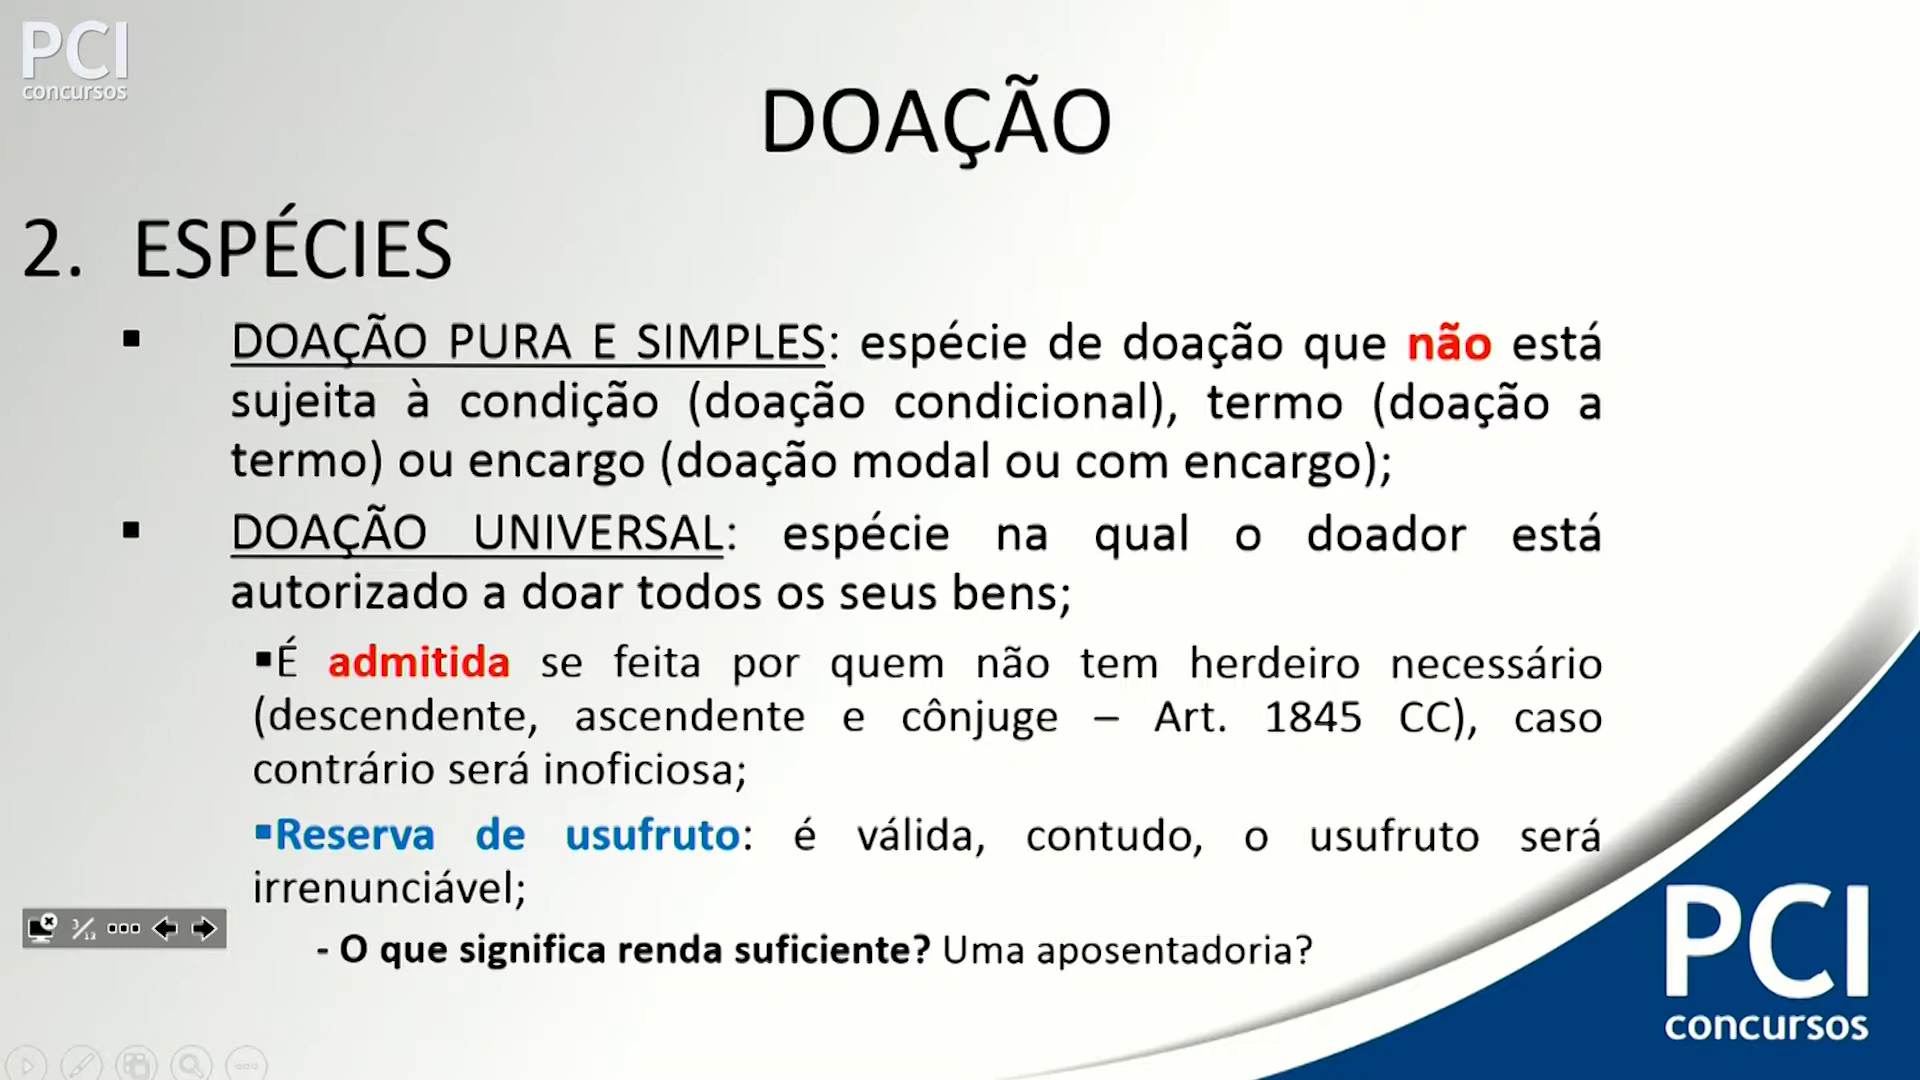 PCI
concursos
DOAÇÃO
2. ESPÉCIES
▪ DOAÇÃO PURA E SIMPLES: espécie de doação que não está
sujeita à condição (doação condicional), termo (doação a
termo) ou encargo (doação modal ou com encargo);
▪ DOAÇÃO UNIVERSAL: espécie na qual o doador está
autorizado a doar todos os seus bens;
▪É admitida se feita por quem não tem herdeiro necessário
(descendente, ascendente e cônjuge – Art. 1845 CC), caso
contrário será inoficiosa;
▪Reserva de usufruto: é válida, contudo, o usufruto será
irrenunciável;
- O que significa renda suficiente? Uma aposentadoria?
3/13
PCI
concursos